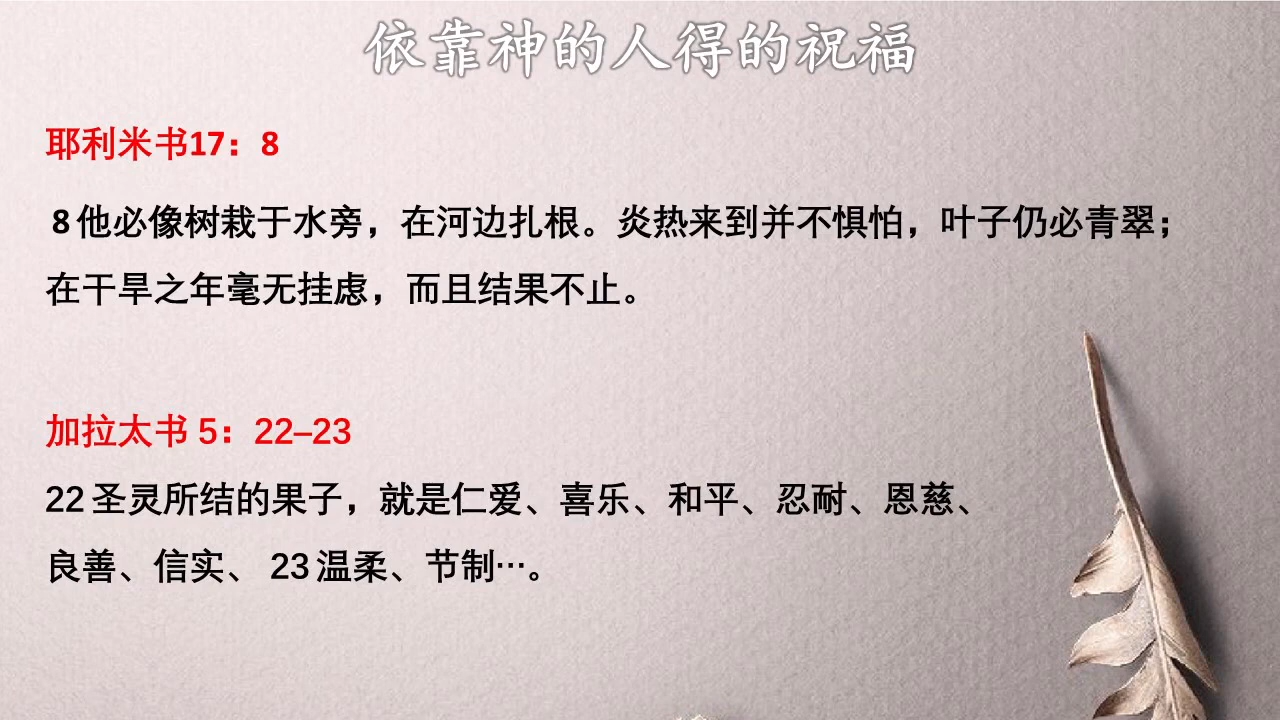 依靠神的人得的祝福
耶利米书17：8
8他必像树栽于水旁，在河边扎根。炎热来到并不惧怕，叶子仍必青翠；
在干旱之年毫无挂虑，而且结果不止。
加拉太书 5：22–23
22 圣灵所结的果子，就是仁爱、喜乐、和平、忍耐、恩慈、
良善、信实、 23 温柔、节制…。